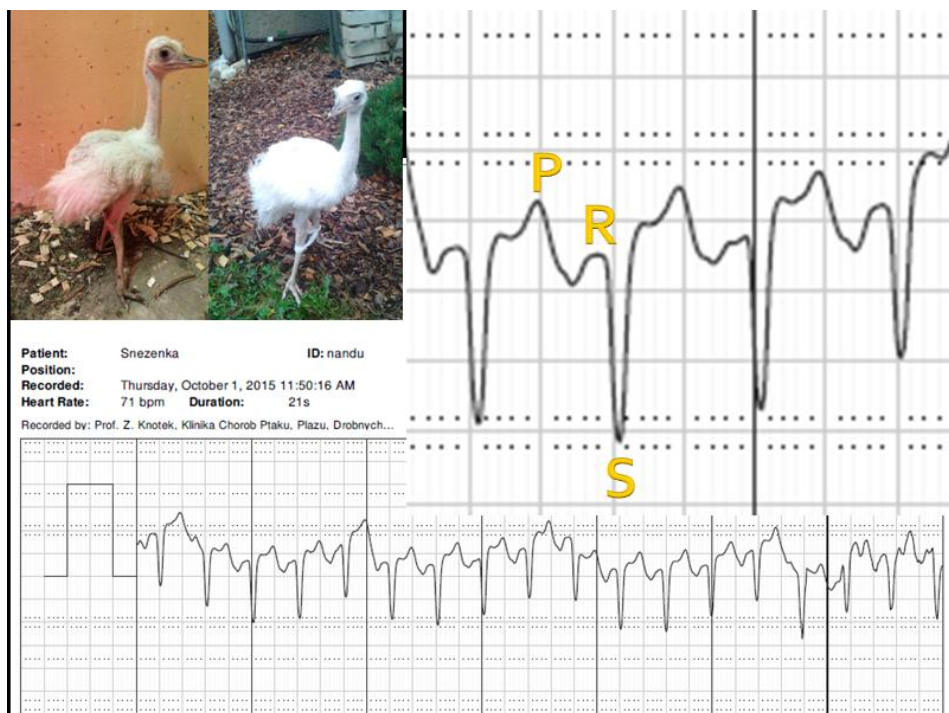 P
R
S
Patient: Snezenka ID: nandu
Position:
Recorded: Thursday, October 1, 2015 11:50:16 AM
Heart Rate: 71 bpm Duration: 21s
Recorded by: Prof. Z. Knotek, Klinika Chorob Ptaku, Plazu, Drobnych...